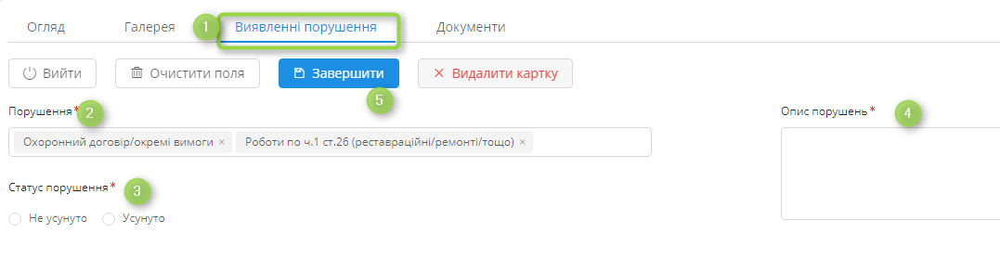 Огляд Галерея 1 Виявленні порушення Документи
Вийти Очистити поля Завершити Видалити картку
5
Порушення* 2 Опис порушень* 4
Охоронний договір/окремі вимоги × Роботи по ч.1 ст.26 (реставраційні/ремонті/тощо) ×
Статус порушення* 3
Не усунуто Усунуто